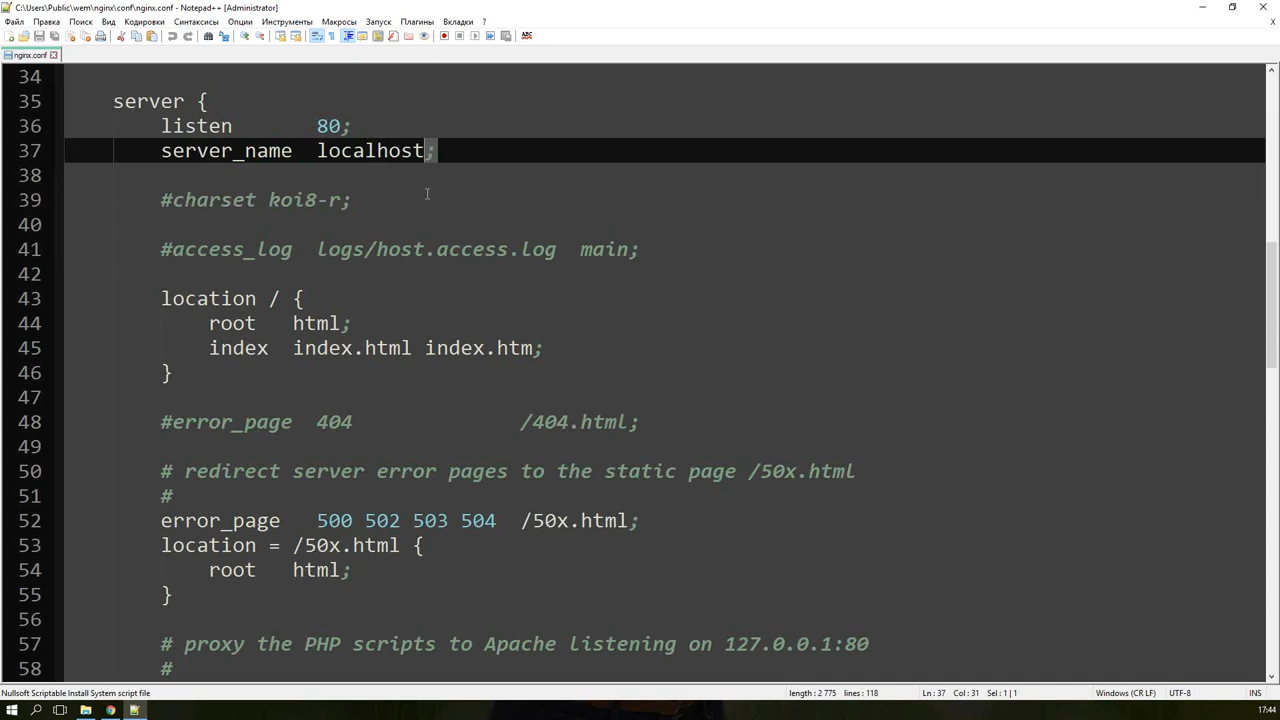 C:\Users\Public\wem\nginx\conf\nginx.conf - Notepad++ [Administrator]
Файл Правка Поиск Вид Кодировки Синтаксисы Опции Инструменты Макросы Запуск Плагины Вкладки ? X
nginx.conf
34
35 server {
36 listen 80;
37 server_name localhost;
38
39 #charset koi8-r;
40
41 #access_log logs/host.access.log main;
42
43 location / {
44 root html;
45 index index.html index.htm;
46 }
47
48 #error_page 404 /404.html;
49
50 # redirect server error pages to the static page /50x.html
51 #
52 error_page 500 502 503 504 /50x.html;
53 location = /50x.html {
54 root html;
55 }
56
57 # proxy the PHP scripts to Apache listening on 127.0.0.1:80
58 #
Nullsoft Scriptable Install System script file length : 2 775 lines : 118 Ln : 37 Col : 31 Sel : 1 | 1 Windows (CR LF) UTF-8 INS
17:44